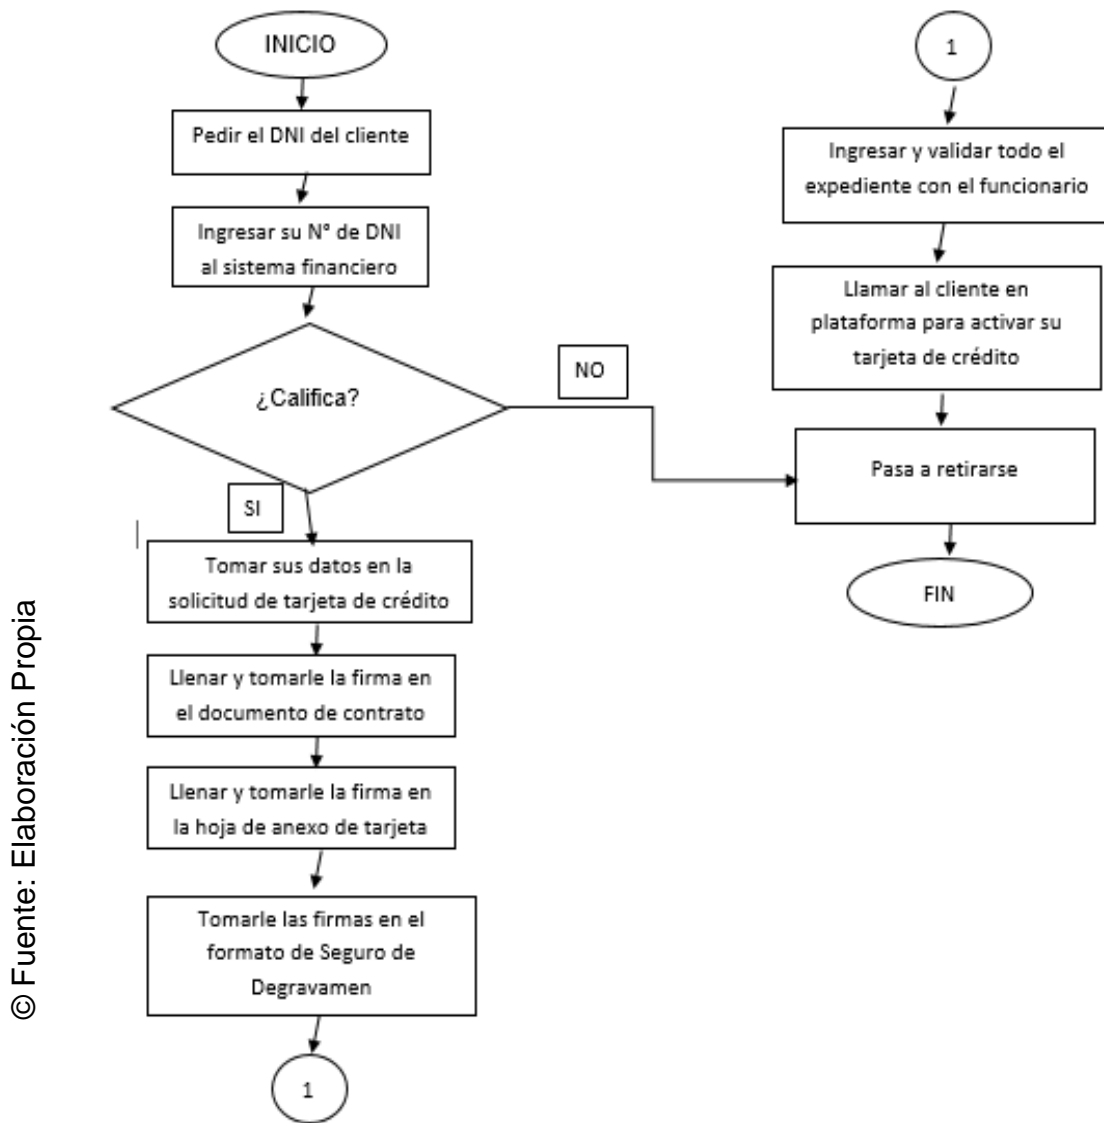 INICIO
Pedir el DNI del cliente
Ingresar su N° de DNI
al sistema financiero
¿Califica?
NO
SI
Tomar sus datos en la
solicitud de tarjeta de crédito
Llenar y tomarle la firma en
el documento de contrato
Llenar y tomarle la firma en
la hoja de anexo de tarjeta
Tomarle las firmas en el
formato de Seguro de
Degravamen
1
1
Ingresar y validar todo el
expediente con el funcionario
Llamar al cliente en
plataforma para activar su
tarjeta de crédito
Pasa a retirarse
FIN
© Fuente: Elaboración Propia